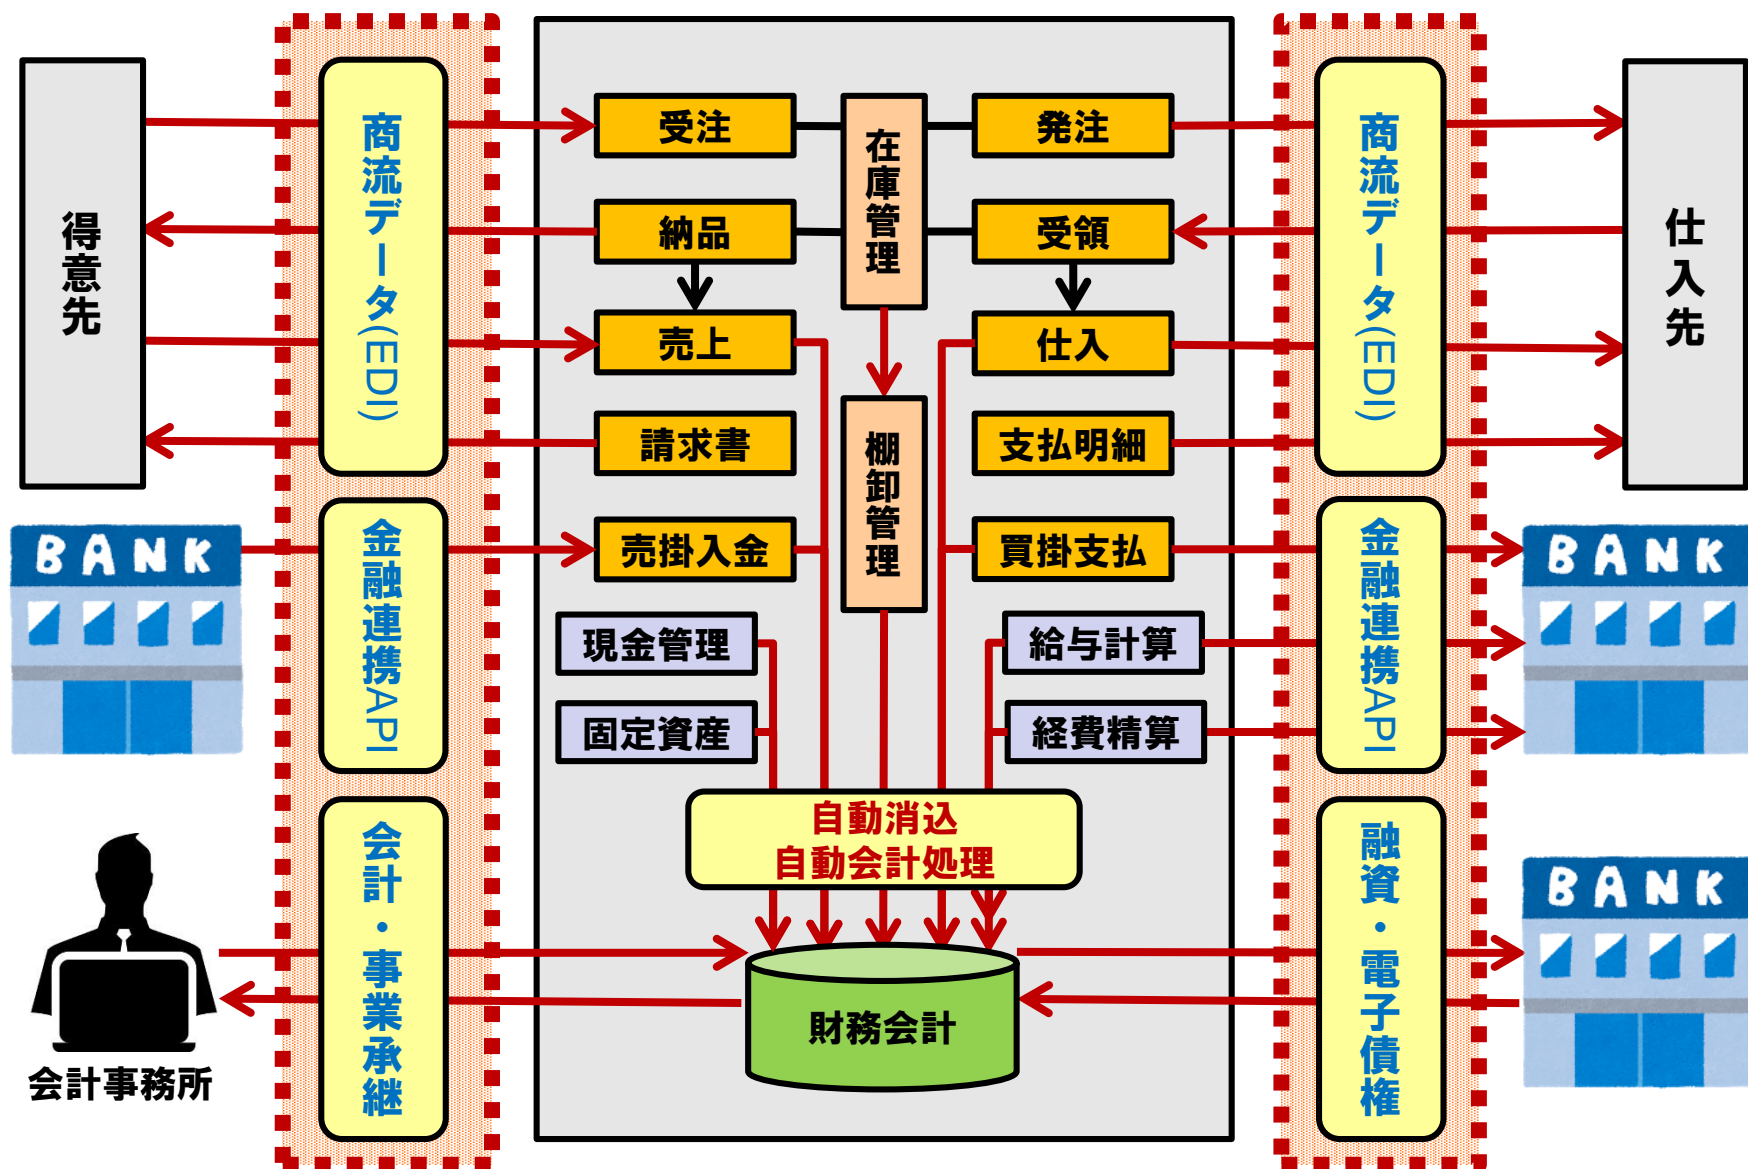 得意先
商流データ(EDI)
受注
在庫管理
発注
商流データ(EDI)
仕入先
納品
受領
売上
仕入
請求書
棚卸管理
支払明細
BANK
金融連携API
売掛入金
買掛支払
金融連携API
BANK
現金管理
給与計算
固定資産
経費精算
自動消込
自動会計処理
会計・事業承継
融資・電子債権
BANK
財務会計
会計事務所